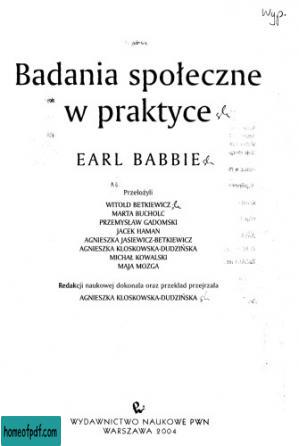 Wyp.
Badania społeczne
w praktyce
EARL BABBIE
Przełożyli
WITOLD BETKIEWICZ
MARTA BUCHOLC
PRZEMYSŁAW GADOMSKI
JACEK HAMAN
AGNIESZKA JASIEWICZ-BETKIEWICZ
AGNIESZKA KLOSKOWSKA-DUDZIŃSKA
MICHAŁ KOWALSKI
MAJA MOZGA
Redakcji naukowej dokonała oraz przekład przejrzała
AGNIESZKA KLOSKOWSKA-DUDZIŃSKA
WYDAWNICTWO NAUKOWE PWN
WARSZAWA 2004
homeofpdf.com